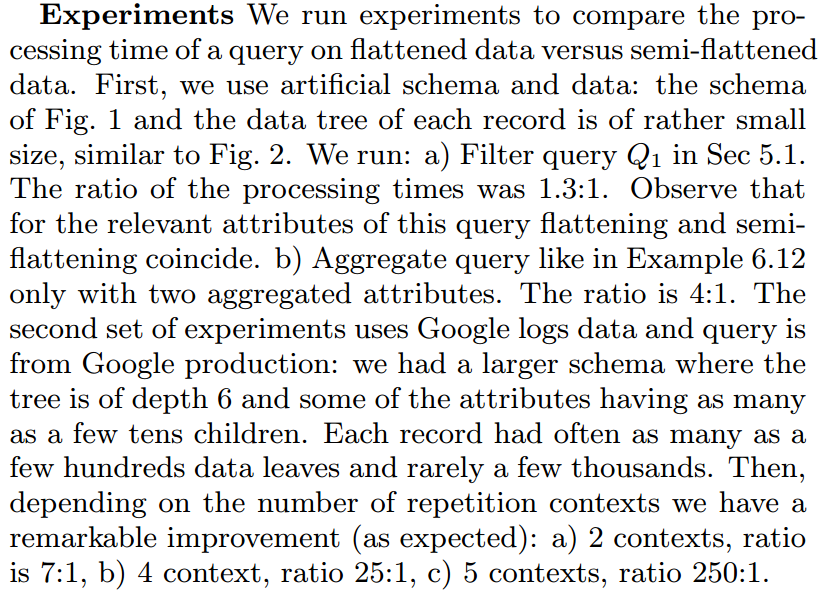 Experiments We run experiments to compare the pro-
cessing time of a query on flattened data versus semi-flattened
data. First, we use artificial schema and data: the schema
of Fig. 1 and the data tree of each record is of rather small
size, similar to Fig. 2. We run: a) Filter query Q1 in Sec 5.1.
The ratio of the processing times was 1.3:1. Observe that
for the relevant attributes of this query flattening and semi-
flattening coincide. b) Aggregate query like in Example 6.12
only with two aggregated attributes. The ratio is 4:1. The
second set of experiments uses Google logs data and query is
from Google production: we had a larger schema where the
tree is of depth 6 and some of the attributes having as many
as a few tens children. Each record had often as many as a
few hundreds data leaves and rarely a few thousands. Then,
depending on the number of repetition contexts we have a
remarkable improvement (as expected): a) 2 contexts, ratio
is 7:1, b) 4 context, ratio 25:1, c) 5 contexts, ratio 250:1.